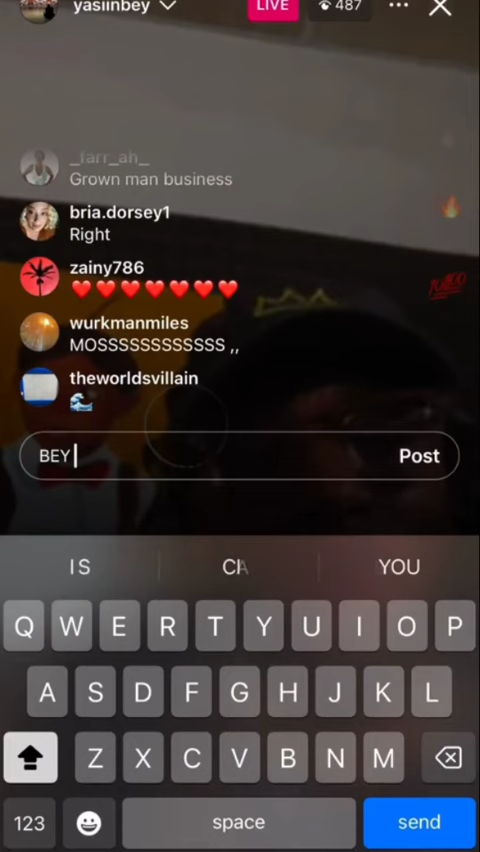 yasiinbey
LIVE
487
_farr_ah_
Grown man business
bria.dorsey1
Right
zainy786
❤️❤️❤️❤️❤️❤️❤️
wurkmanmiles
MOSSSSSSSSSSSS ,,
theworldsvillain
🌊
BEY
Post
IS
YOU
Q W E R T Y U I O P
A S D F G H J K L
Z X C V B N M
123
space
send